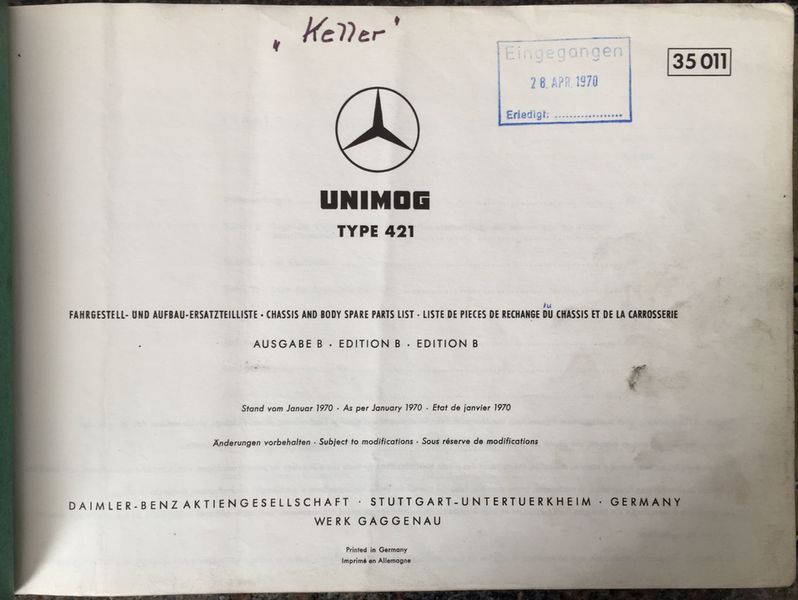 „Keller"
Eingegangen
28. APR. 1970
Erledigt: ....................
35 011
UNIMOG
TYPE 421
FAHRGESTELL- UND AUFBAU-ERSATZTEILLISTE · CHASSIS AND BODY SPARE PARTS LIST · LISTE DE PIECES DE RECHANGE DU CHASSIS ET DE LA CARROSSERIE
AUSGABE B · EDITION B · EDITION B
Stand vom Januar 1970 · As per January 1970 · Etat de janvier 1970
Änderungen vorbehalten · Subject to modifications · Sous réserve de modifications
DAIMLER-BENZ AKTIENGESELLSCHAFT · STUTTGART-UNTERTUERKHEIM · GERMANY
WERK GAGGENAU
Printed in Germany
Imprimé en Allemagne